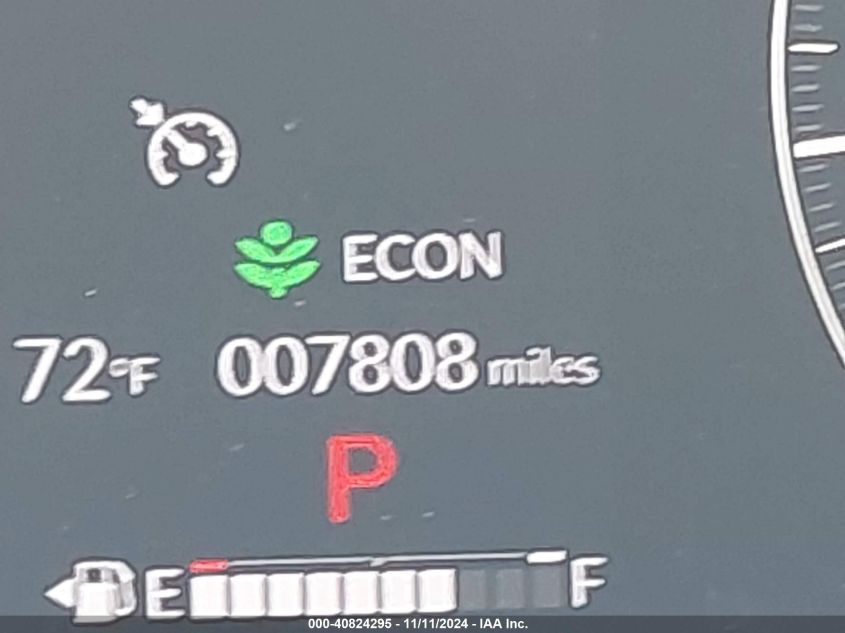 ECON
72°F 007808 miles
P
E F
000-40824295 - 11/11/2024 - IAA Inc.